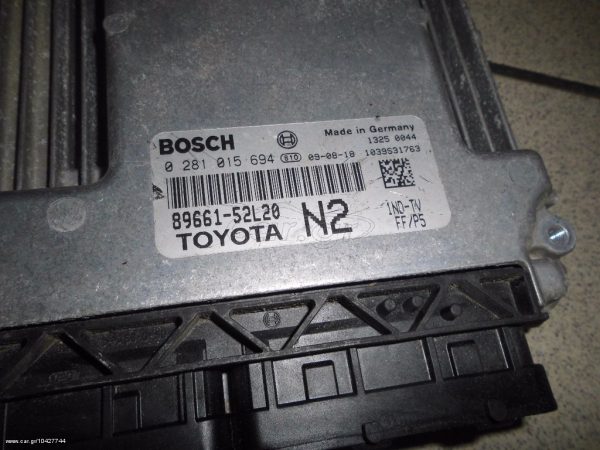 BOSCH
Made in Germany
1325 0044
0 281 015 694 S10 09-08-18 1039S31763
89661-52L20
TOYOTA N2
1ND-TV
FF/P5
www.car.gr/10427744